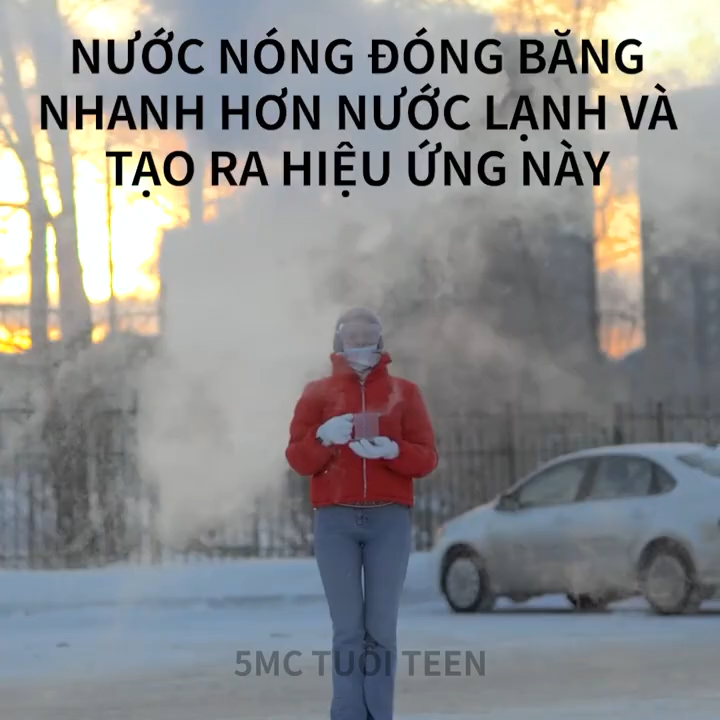 NƯỚC NÓNG ĐÓNG BĂNG
NHANH HƠN NƯỚC LẠNH VÀ
TẠO RA HIỆU ỨNG NÀY
5MC TUỔI TEEN